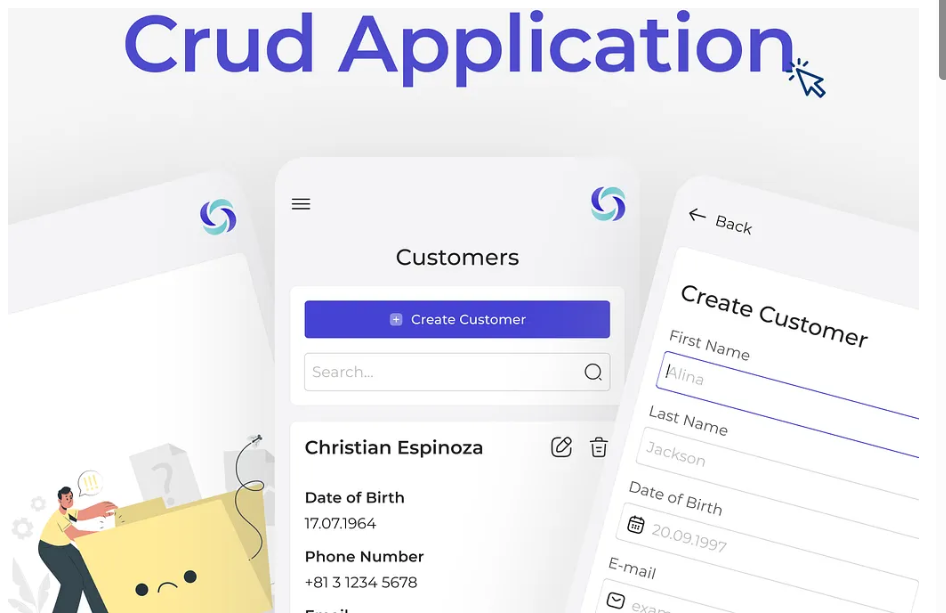 Crud Application
Customers
Create Customer
Search...
Christian Espinoza
Date of Birth
17.07.1964
Phone Number
+81 3 1234 5678
Email
!!!
?
Back
Create Customer
First Name
Alina
Last Name
Jackson
Date of Birth
20.09.1997
E-mail